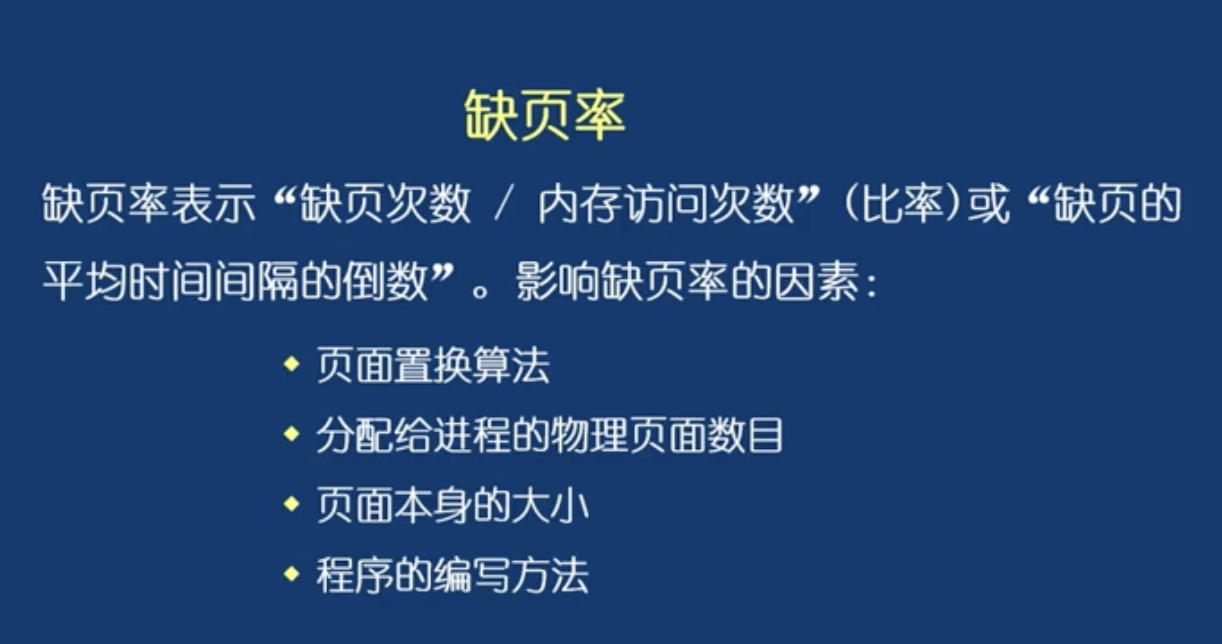 缺页率
缺页率表示“缺页次数 / 内存访问次数”(比率)或“缺页的
平均时间间隔的倒数”。影响缺页率的因素:
页面置换算法
分配给进程的物理页面数目
页面本身的大小
程序的编写方法